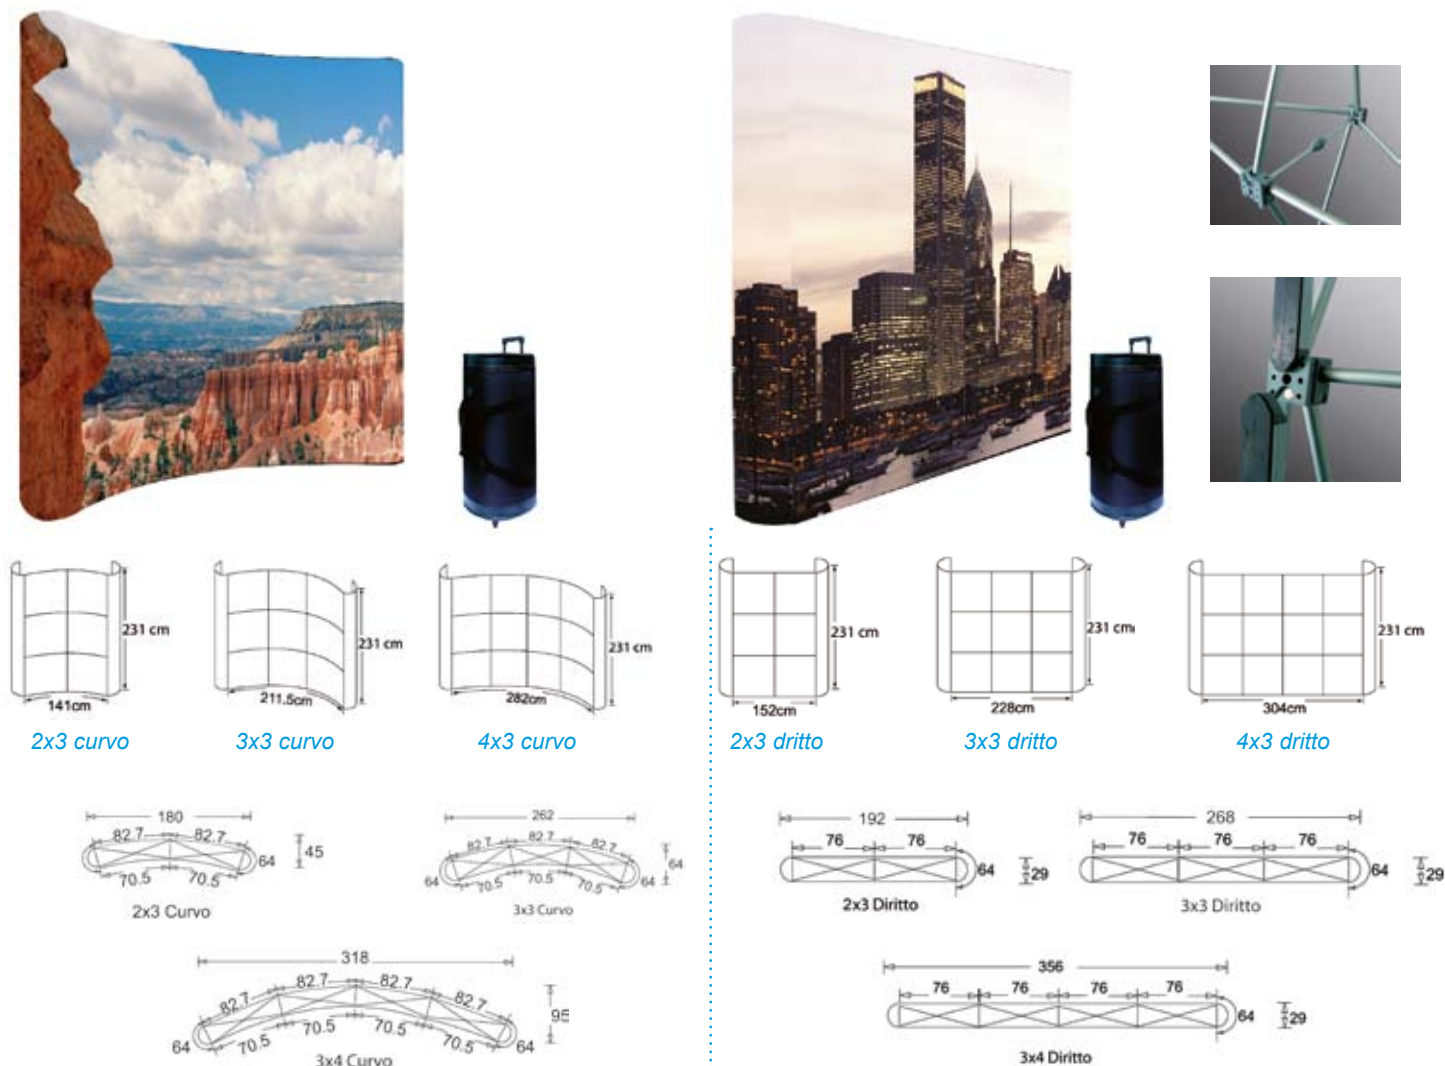 231 cm
141cm
231 cm
211.5cm
231 cm
282cm
231 cm
152cm
231 cm
228cm
231 cm
304cm
2x3 curvo
3x3 curvo
4x3 curvo
2x3 dritto
3x3 dritto
4x3 dritto
180
82.7
82.7
64
45
70.5
70.5
2x3 Curvo
262
82.7
82.7
82.7
64
64
64
70.5
70.5
70.5
3x3 Curvo
192
76
76
64
29
2x3 Diritto
268
76
76
76
64
29
3x3 Diritto
318
82.7
82.7
82.7
82.7
95
64
64
70.5
70.5
70.5
70.5
3x4 Curvo
356
76
76
76
76
64
29
3x4 Diritto